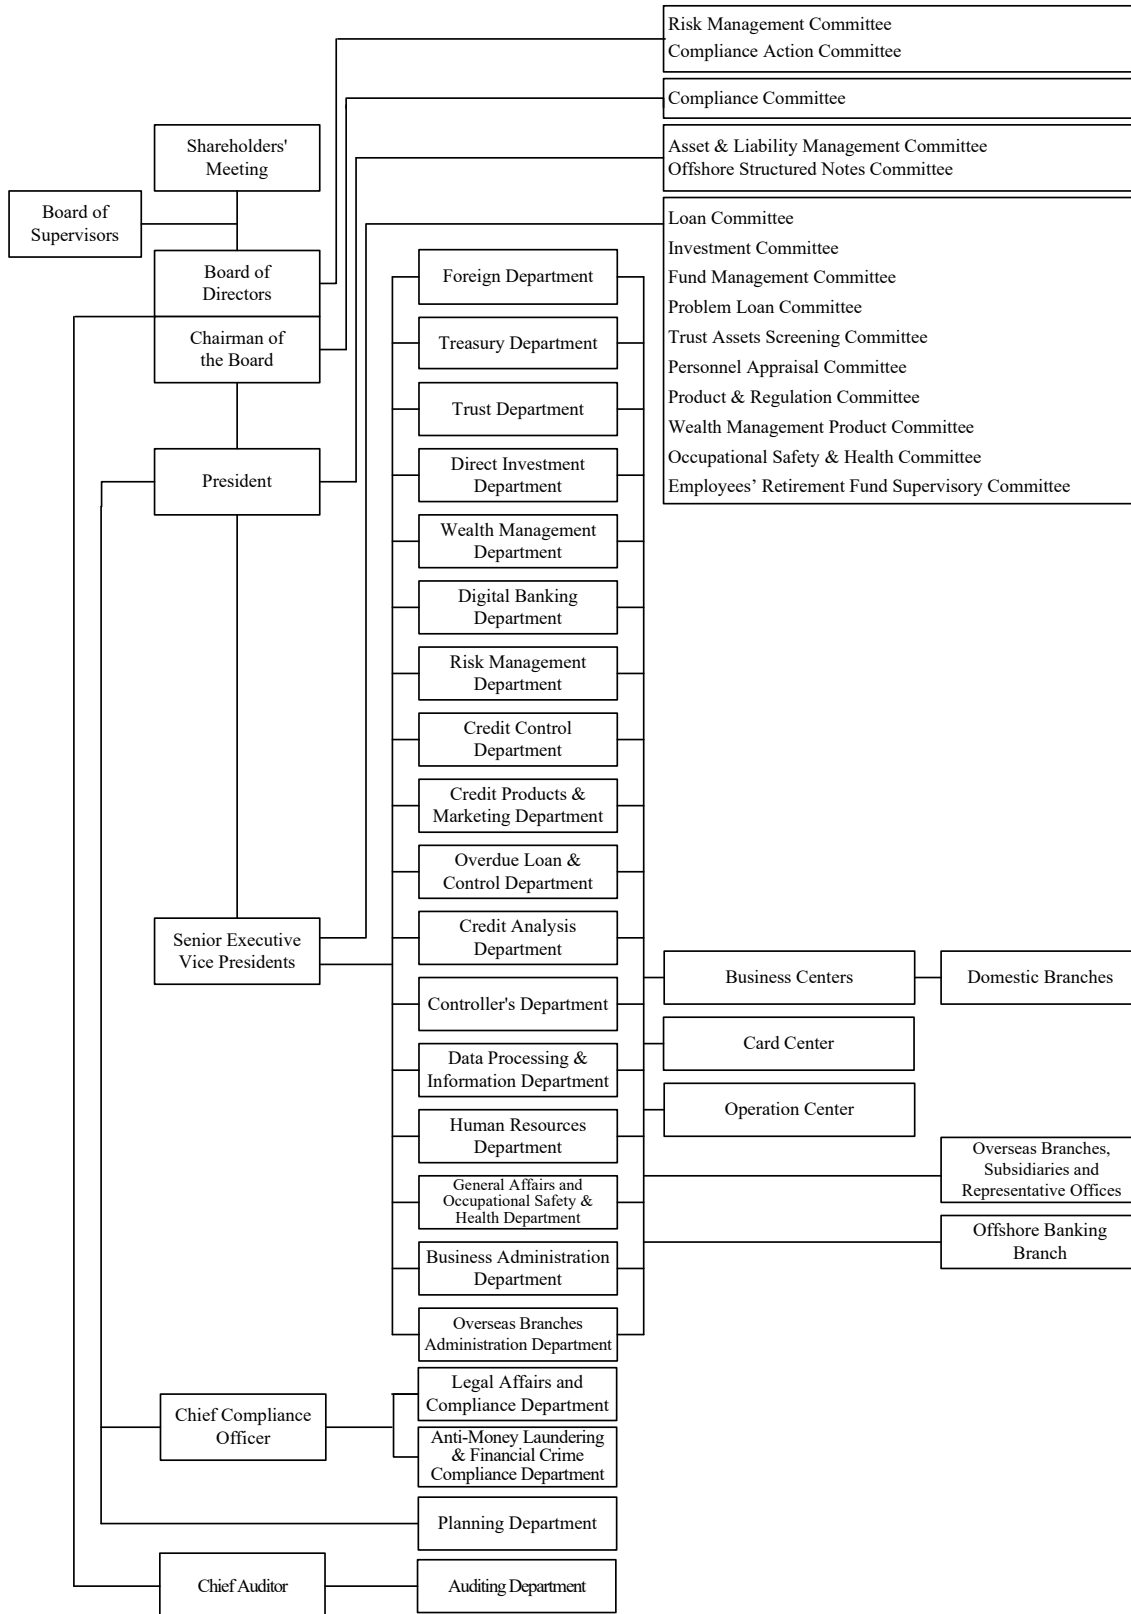 Risk Management Committee
Compliance Action Committee
Compliance Committee
Shareholders'
Meeting
Asset & Liability Management Committee
Offshore Structured Notes Committee
Board of
Supervisors
Loan Committee
Investment Committee
Fund Management Committee
Problem Loan Committee
Trust Assets Screening Committee
Personnel Appraisal Committee
Product & Regulation Committee
Wealth Management Product Committee
Occupational Safety & Health Committee
Employees’ Retirement Fund Supervisory Committee
Board of
Directors
Chairman of
the Board
President
Senior Executive
Vice Presidents
Foreign Department
Treasury Department
Trust Department
Direct Investment
Department
Wealth Management
Department
Digital Banking
Department
Risk Management
Department
Credit Control
Department
Credit Products &
Marketing Department
Overdue Loan &
Control Department
Credit Analysis
Department
Controller's Department
Data Processing &
Information Department
Human Resources
Department
General Affairs and
Occupational Safety &
Health Department
Business Administration
Department
Overseas Branches
Administration Department
Business Centers
Domestic Branches
Card Center
Operation Center
Overseas Branches,
Subsidiaries and
Representative Offices
Offshore Banking
Branch
Chief Compliance
Officer
Legal Affairs and
Compliance Department
Anti-Money Laundering
& Financial Crime
Compliance Department
Planning Department
Chief Auditor
Auditing Department